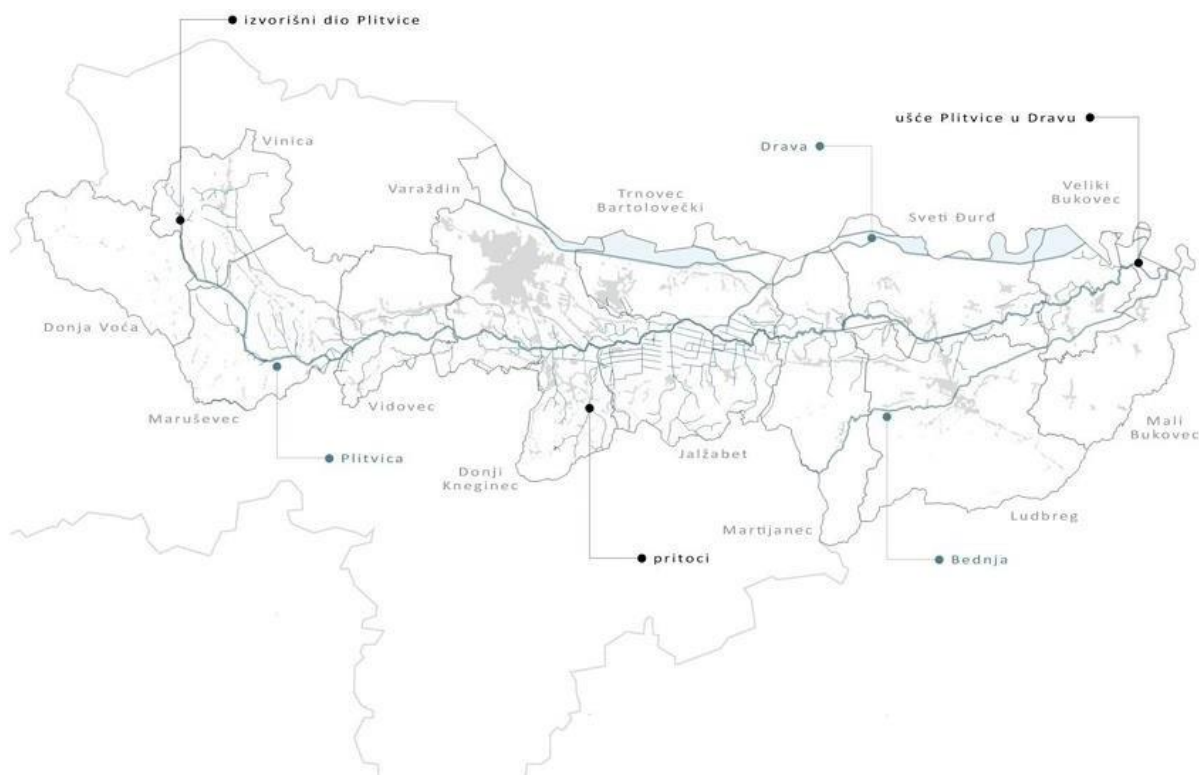 izvorišni dio Plitvice
ušće Plitvice u Dravu
Vinica
Drava
Varaždin
Trnovec
Bartolovečki
Veliki
Bukovec
Sveti Đurđ
Donja Voća
Maruševec
Vidovec
Plitvica
Donji
Kneginec
Jalžabet
Mali
Bukovec
Ludbreg
Martijanec
pritoci
Bednja